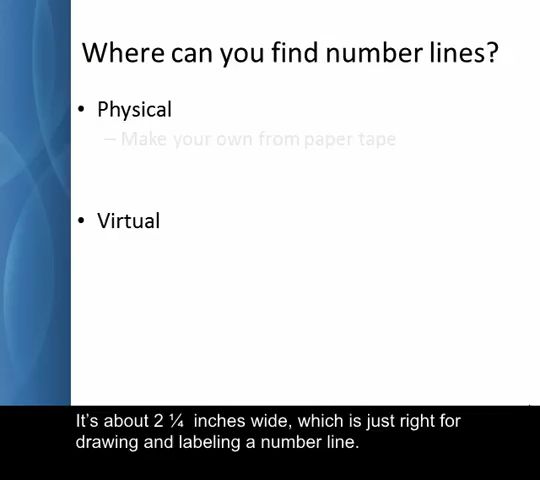 Where can you find number lines?
• Physical
– Make your own from paper tape
• Virtual
It's about 2 ¼ inches wide, which is just right for
drawing and labeling a number line.